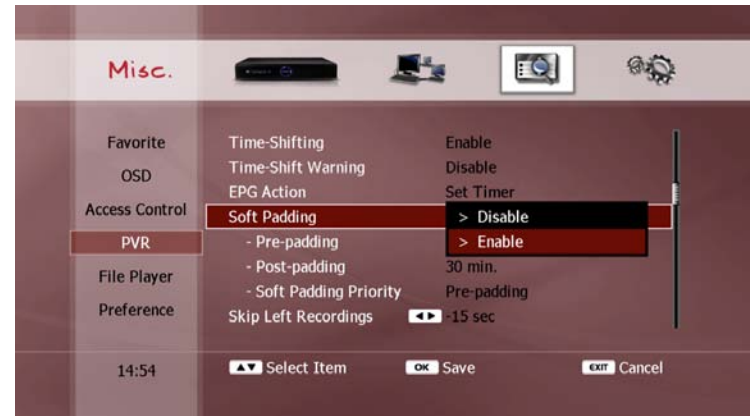 Misc.
Favorite
OSD
Access Control
PVR
File Player
Preference
14:54
Time-Shifting Enable
Time-Shift Warning Disable
EPG Action Set Timer
Soft Padding > Disable
- Pre-padding > Enable
- Post-padding 30 min.
- Soft Padding Priority Pre-padding
Skip Left Recordings -15 sec
Select Item OK Save EXIT Cancel